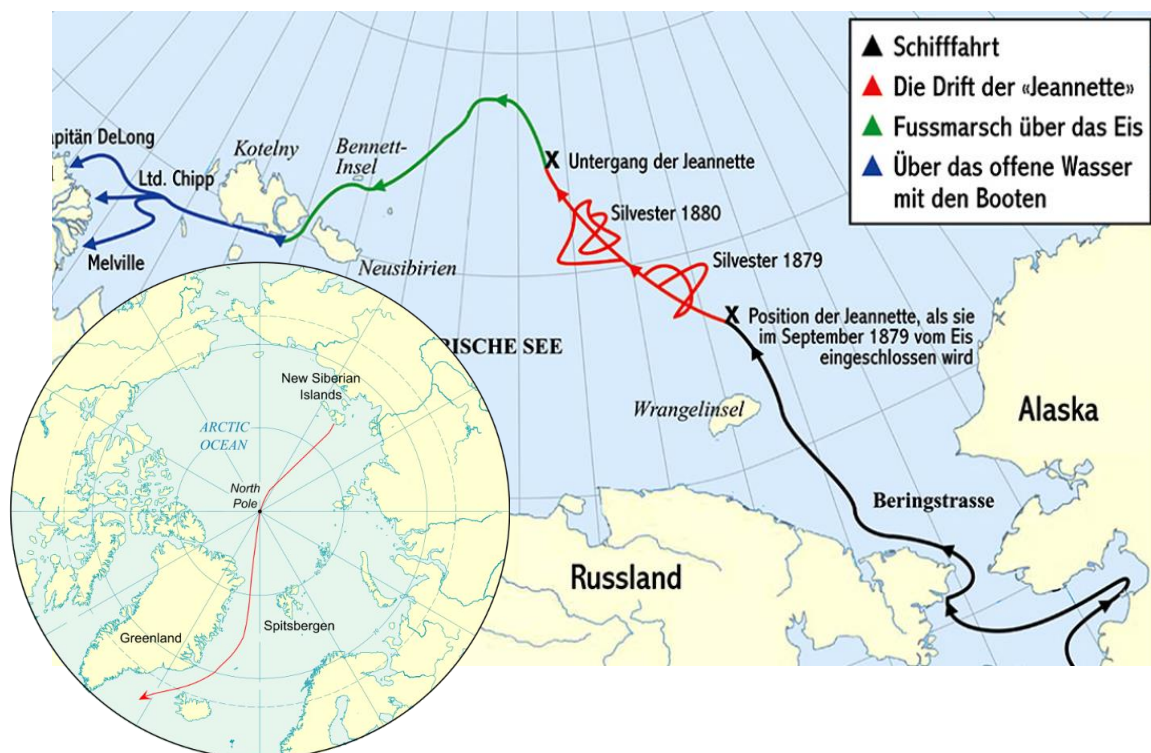 Schifffahrt
Die Drift der «Jeannette»
Fussmarsch über das Eis
Über das offene Wasser
mit den Booten
apitän DeLong
Kotelny
Bennett-
Insel
X Untergang der Jeannette
Ltd. Chipp
Silvester 1880
Melville
Neusibirien
Silvester 1879
X Position der Jeannette, als sie
im September 1879 vom Eis
eingeschlossen wird
RISCHE SEE
Wrangelinsel
Alaska
Beringstrasse
Russland
New Siberian
Islands
ARCTIC
OCEAN
North
Pole
Greenland
Spitsbergen